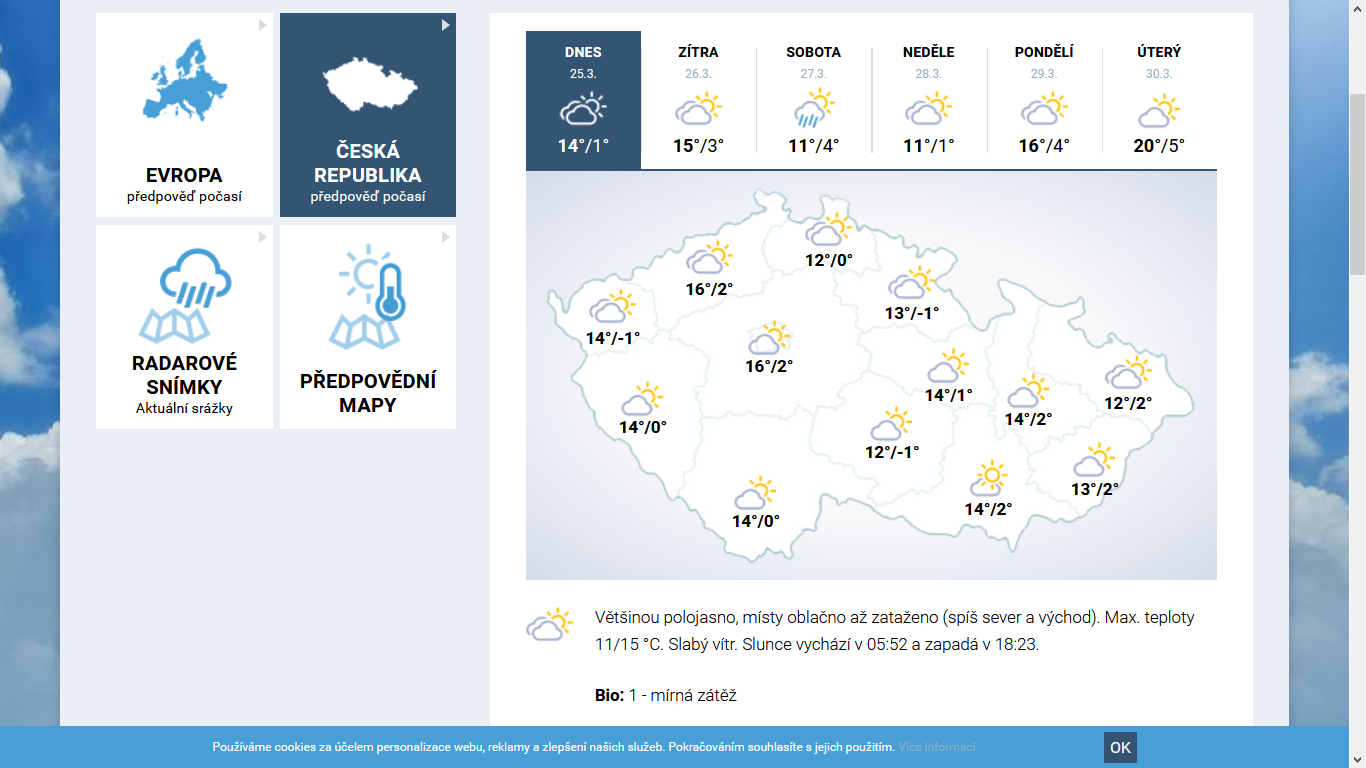 EVROPA
předpověď počasí
ČESKÁ
REPUBLIKA
předpověď počasí
RADAROVÉ
SNÍMKY
Aktuální srážky
PŘEDPOVĚDNÍ
MAPY
DNES
25.3.
14°/1°
ZÍTRA
26.3.
15°/3°
SOBOTA
27.3.
11°/4°
NEDĚLE
28.3.
11°/1°
PONDĚLÍ
29.3.
16°/4°
ÚTERÝ
30.3.
20°/5°
12°/0°
16°/2°
13°/-1°
14°/-1°
16°/2°
14°/1°
12°/2°
14°/2°
14°/0°
12°/-1°
13°/2°
14°/2°
14°/0°
Většinou polojasno, místy oblačno až zataženo (spíš sever a východ). Max. teploty
11/15 °C. Slabý vítr. Slunce vychází v 05:52 a zapadá v 18:23.
Bio: 1 - mírná zátěž
Používáme cookies za účelem personalizace webu, reklamy a zlepšení našich služeb. Pokračováním souhlasíte s jejich použitím. Více informací
OK